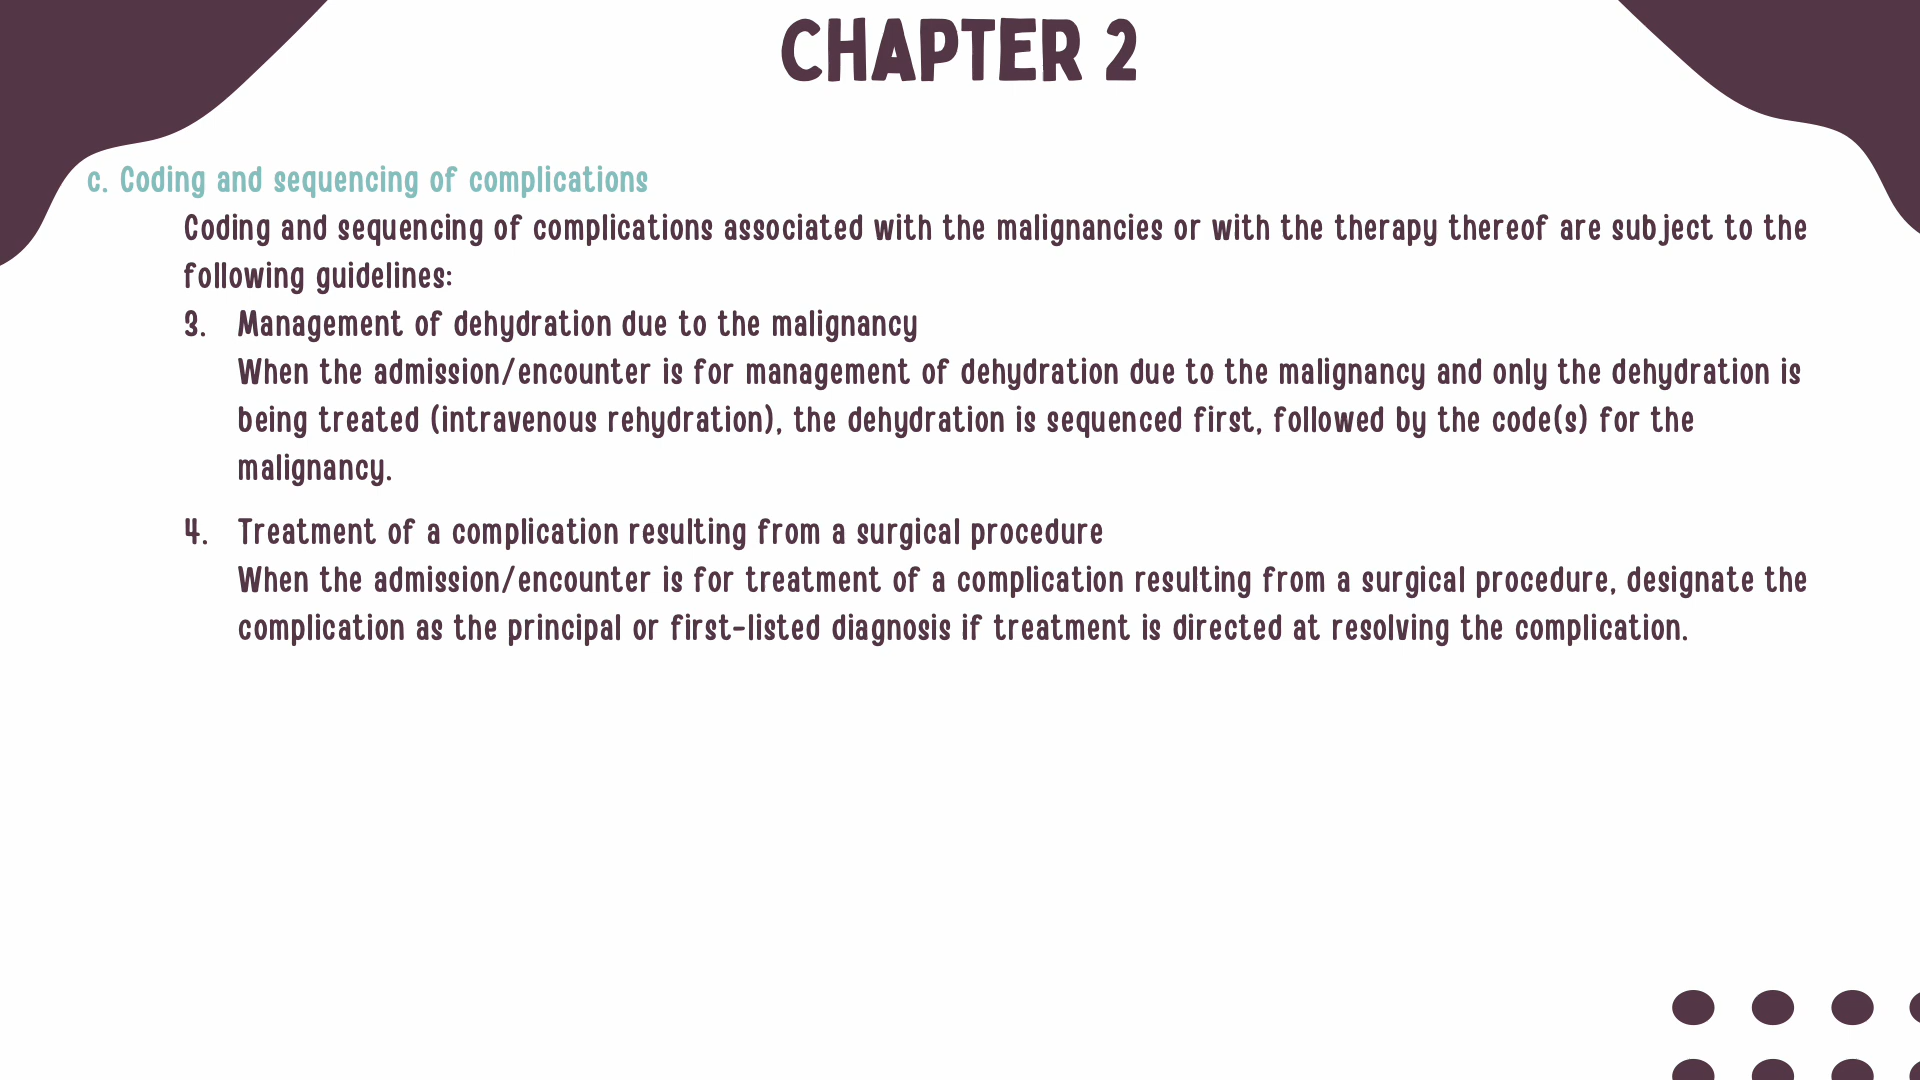 CHAPTER 2
c. Coding and sequencing of complications
Coding and sequencing of complications associated with the malignancies or with the therapy thereof are subject to the
following guidelines:
3. Management of dehydration due to the malignancy
When the admission/encounter is for management of dehydration due to the malignancy and only the dehydration is
being treated (intravenous rehydration), the dehydration is sequenced first, followed by the code(s) for the
malignancy.
4. Treatment of a complication resulting from a surgical procedure
When the admission/encounter is for treatment of a complication resulting from a surgical procedure, designate the
complication as the principal or first-listed diagnosis if treatment is directed at resolving the complication.